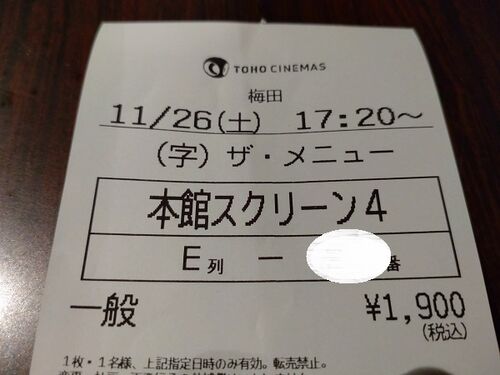 TOHO CINEMAS
梅田
11/26(土) 17:20～
(字) ザ・メニュー
本館スクリーン4
E列 － 番
一般 ¥1,900
(税込)
1枚・1名様、上記指定日時のみ有効。転売禁止。